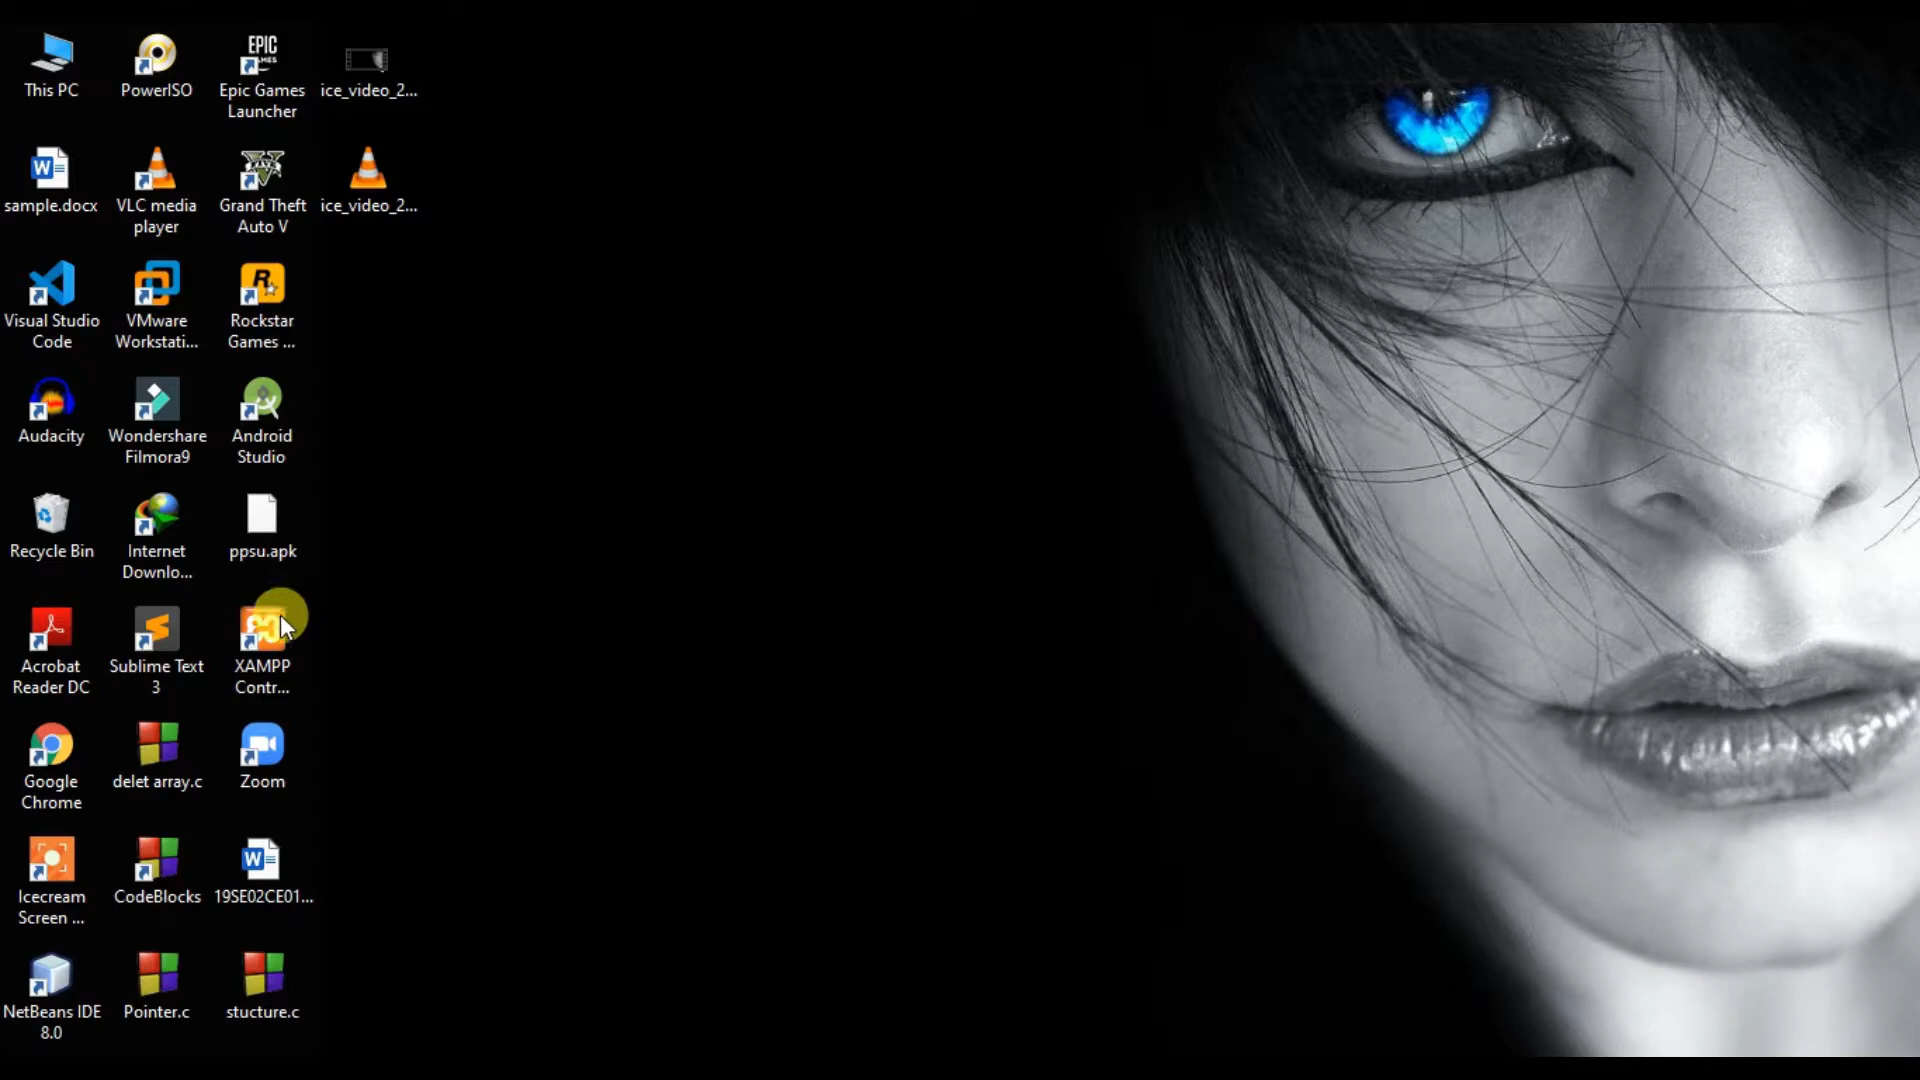 This PC
PowerISO
EPIC
GAMES
Epic Games
Launcher
ice_video_2...
W
sample.docx
VLC media
player
V
Grand Theft
Auto V
ice_video_2...
Visual Studio
Code
VMware
Workstati...
R
Rockstar
Games ...
Audacity
Wondershare
Filmora9
Android
Studio
Recycle Bin
Internet
Downlo...
ppsu.apk
Acrobat
Reader DC
Sublime Text
3
XAMPP
Contr...
Google
Chrome
delet array.c
Zoom
Icecream
Screen ...
CodeBlocks
W
19SE02CE01...
NetBeans IDE
8.0
Pointer.c
stucture.c